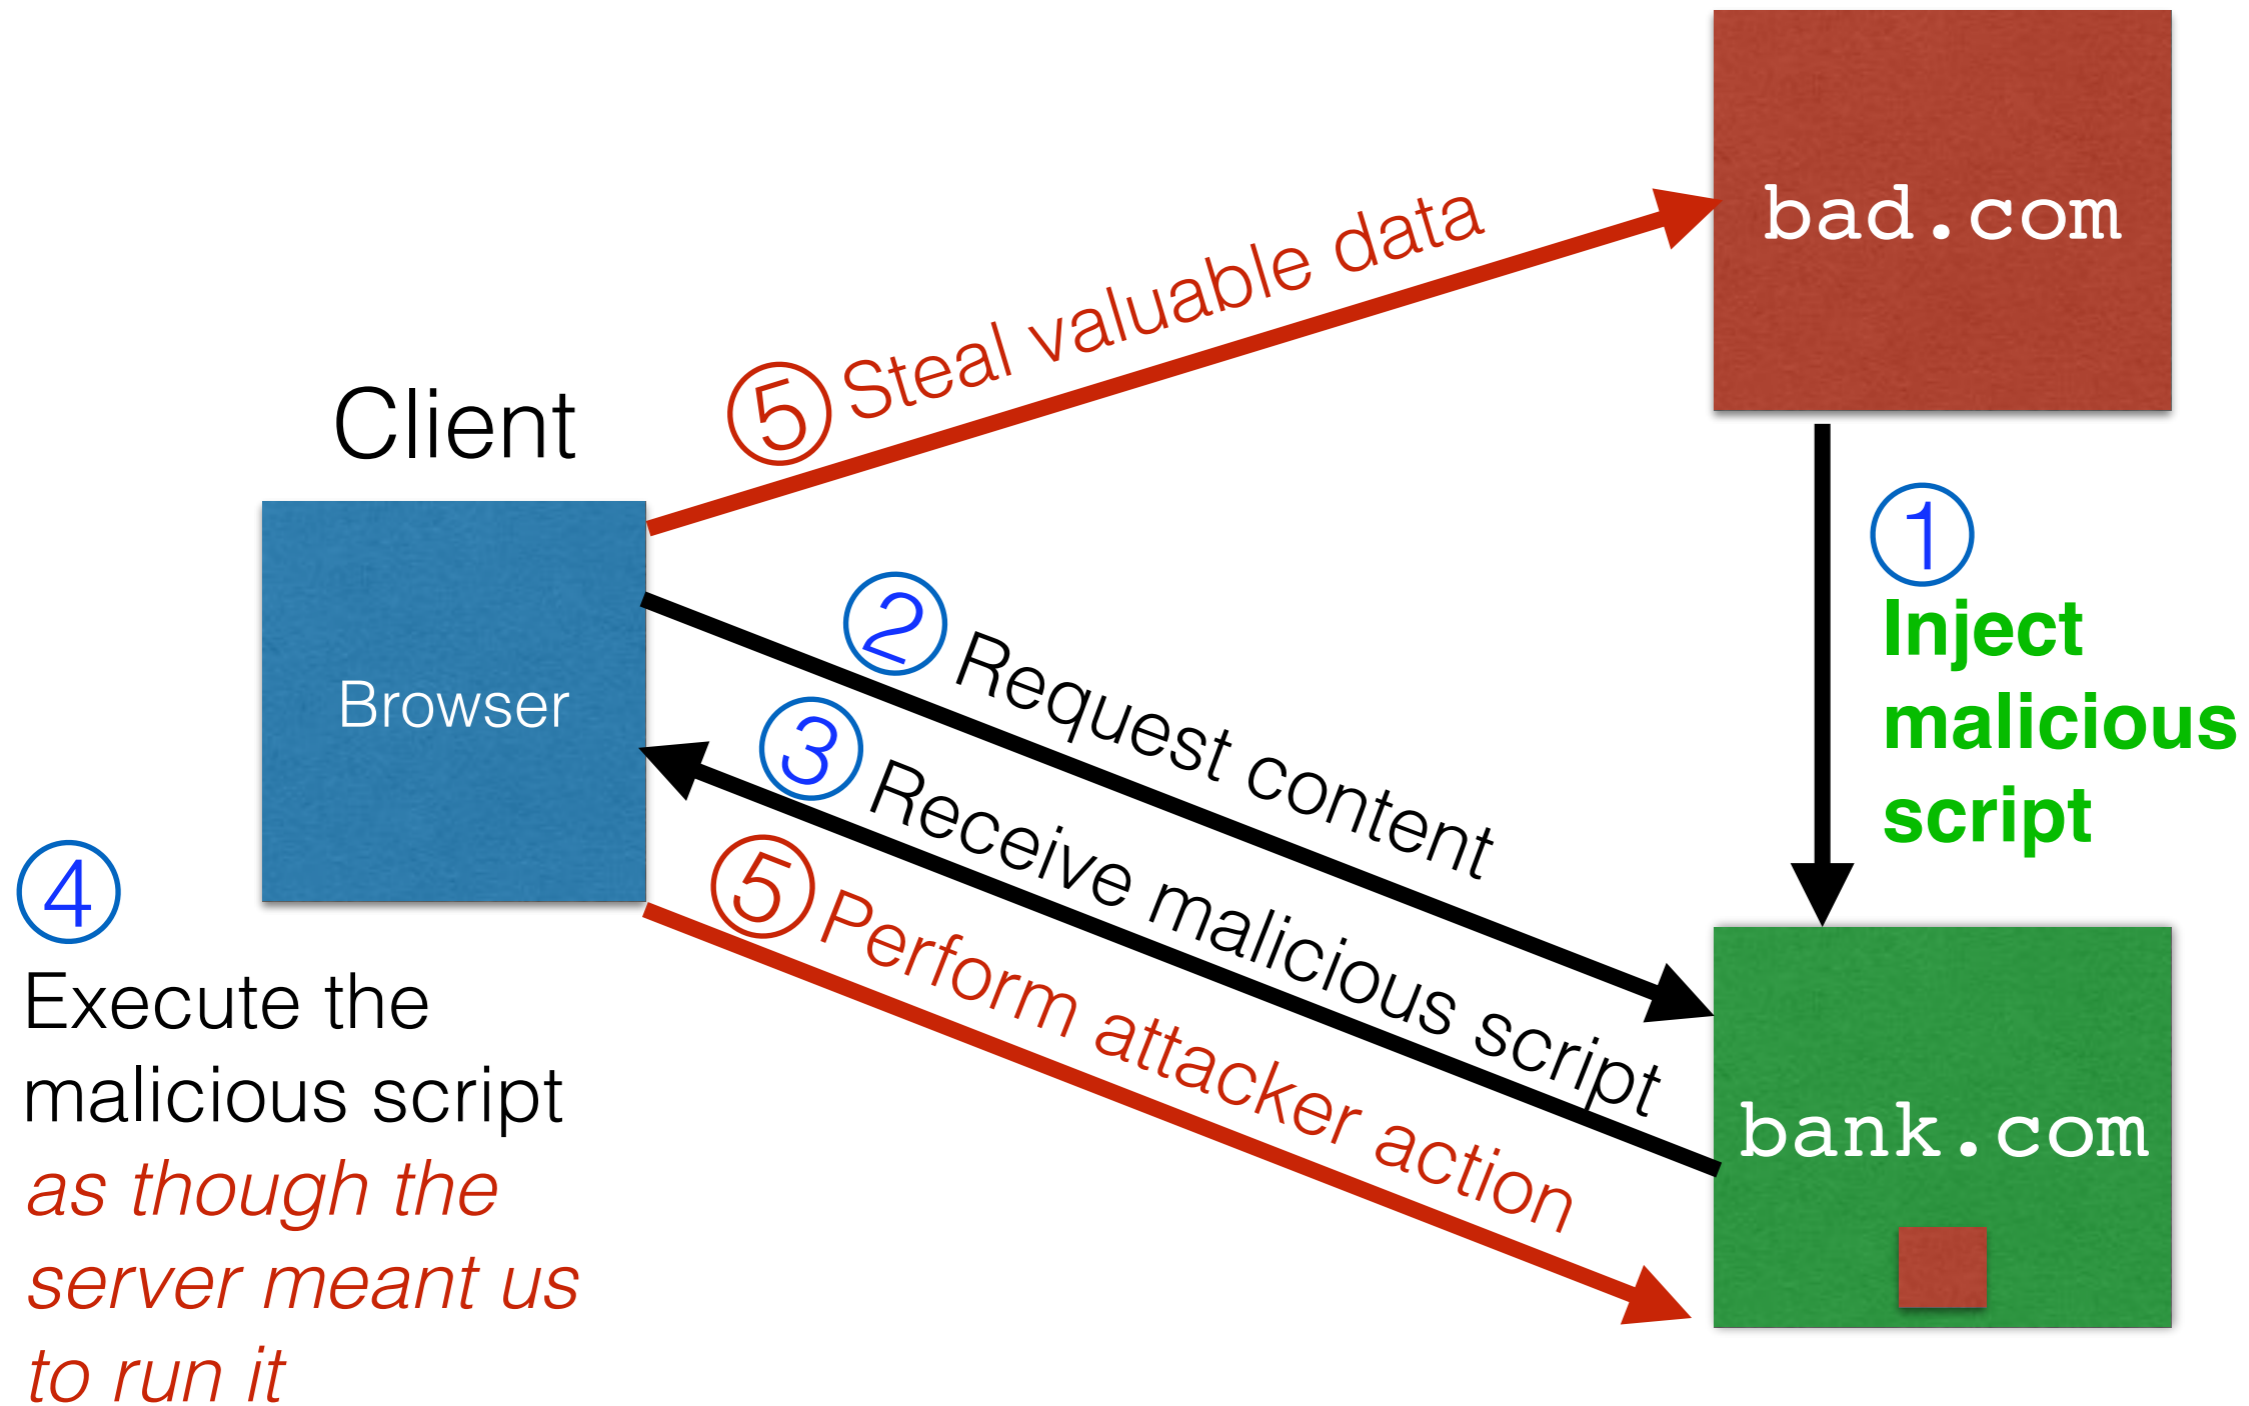 bad.com
⑤ Steal valuable data
Client
①
Inject
malicious
script
② Request content
Browser
③ Receive malicious script
⑤ Perform attacker action
④
Execute the
malicious script
as though the
server meant us
to run it
bank.com